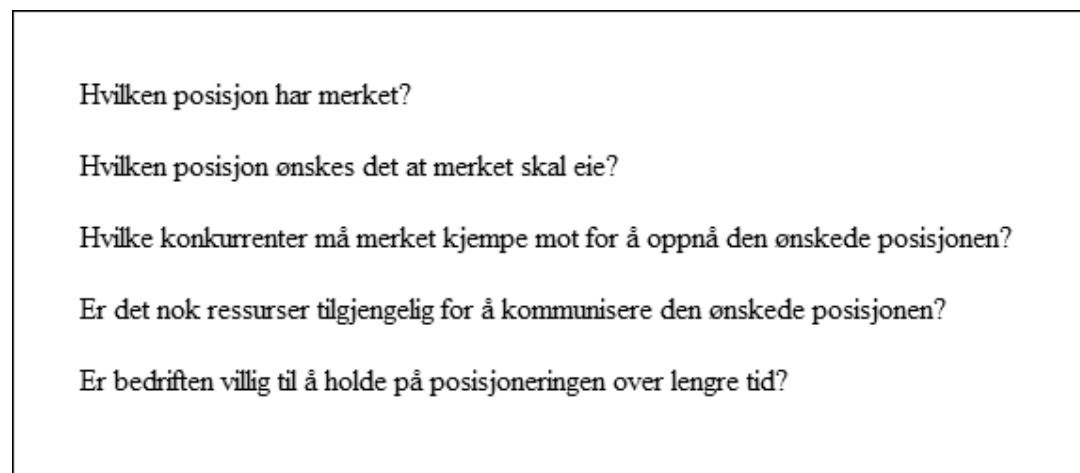 Hvilken posisjon har merket?
Hvilken posisjon ønskes det at merket skal eie?
Hvilke konkurrenter må merket kjempe mot for å oppnå den ønskede posisjonen?
Er det nok ressurser tilgjengelig for å kommunisere den ønskede posisjonen?
Er bedriften villig til å holde på posisjoneringen over lengre tid?